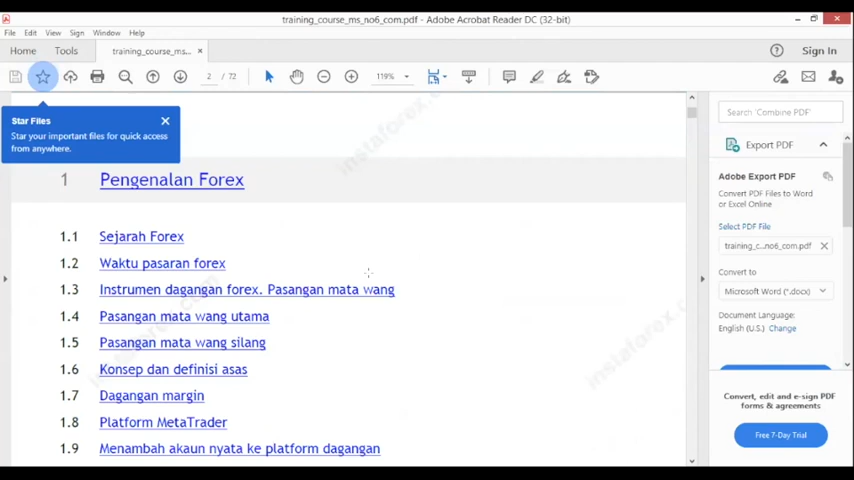 training_course_ms_no6_com.pdf - Adobe Acrobat Reader DC (32-bit)
File Edit View Sign Window Help
Home Tools training_course_ms... × Sign In
2 / 72 119%
Star Files
Star your important files for quick access
from anywhere.
instaforex.com
1 Pengenalan Forex
1.1 Sejarah Forex
1.2 Waktu pasaran forex
1.3 Instrumen dagangan forex. Pasangan mata wang
1.4 Pasangan mata wang utama
1.5 Pasangan mata wang silang
1.6 Konsep dan definisi asas
1.7 Dagangan margin
1.8 Platform MetaTrader
1.9 Menambah akaun nyata ke platform dagangan
Search 'Combine PDF'
Export PDF
Adobe Export PDF
Convert PDF Files to Word
or Excel Online
Select PDF File
training_c...no6_com.pdf
Convert to
Microsoft Word (*.docx)
Document Language:
English (U.S.) Change
Convert, edit and e-sign PDF
forms & agreements
Free 7-Day Trial